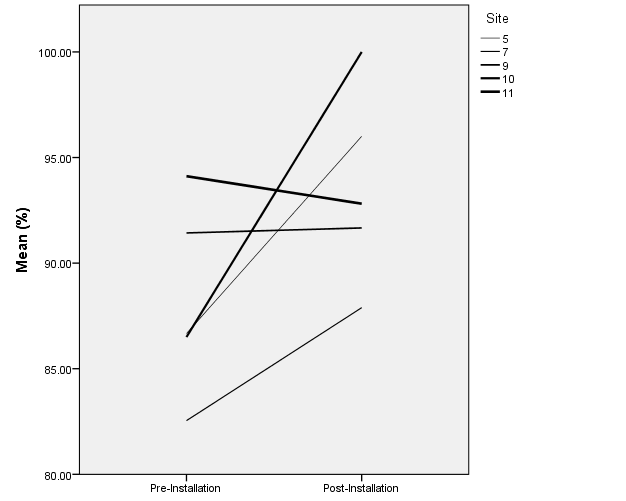 Site
5
7
9
10
11
Mean (%)
100.00
95.00
90.00
85.00
80.00
Pre-Installation
Post-Installation